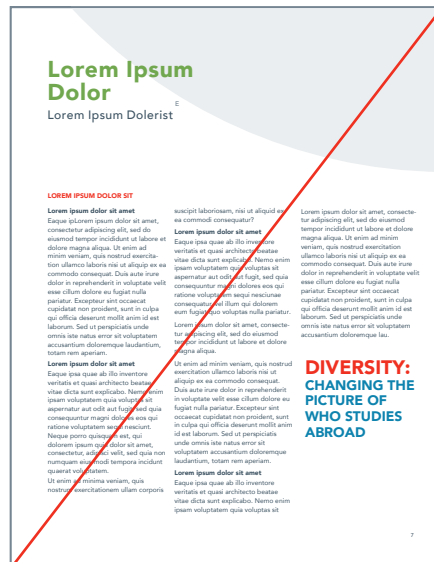 Lorem Ipsum
Dolor
E
Lorem Ipsum Dolerist
LOREM IPSUM DOLOR SIT
Lorem ipsum dolor sit amet
Eaque ipLorem ipsum dolor sit amet,
consectetur adipiscing elit, sed do
eiusmod tempor incididunt ut labore et
dolore magna aliqua. Ut enim ad
minim veniam, quis nostrud exercita-
tion ullamco laboris nisi ut aliquip ex ea
commodo consequat. Duis aute irure
dolor in reprehenderit in voluptate velit
esse cillum dolore eu fugiat nulla
pariatur. Excepteur sint occaecat
cupidatat non proident, sunt in culpa
qui officia deserunt mollit anim id est
laborum. Sed ut perspiciatis unde
omnis iste natus error sit voluptatem
accusantium doloremque laudantium,
totam rem aperiam.
Lorem ipsum dolor sit amet
Eaque ipsa quae ab illo inventore
veritatis et quasi architecto beatae
vitae dicta sunt explicabo. Nemo enim
ipsam voluptatem quia voluptas sit
aspernatur aut odit aut fugit, sed quia
consequuntur magni dolores eos qui
ratione voluptatem sequi nesciunt.
Neque porro quisquam est, qui
dolorem ipsum quia dolor sit amet,
consectetur, adipisci velit, sed quia non
numquam eius modi tempora incidunt
quaerat voluptatem.
Ut enim ad minima veniam, quis
nostrum exercitationem ullam corporis
suscipit laboriosam, nisi ut aliquid ex
ea commodi consequatur?
Lorem ipsum dolor sit amet
Eaque ipsa quae ab illo inventore
veritatis et quasi architecto beatae
vitae dicta sunt explicabo. Nemo enim
ipsam voluptatem quia voluptas sit
aspernatur aut odit aut fugit, sed quia
consequuntur magni dolores eos qui
ratione voluptatem sequi nesciunae
cillum dolore eu feugiat
eum fugiat quo voluptas nulla pariatur.
Lorem ipsum dolor sit amet, consecte-
tur adipiscing elit, sed do eiusmod
tempor incididunt ut labore et dolore
magna aliqua.
Ut enim ad minim veniam, quis nostrud
exercitation ullamco laboris nisi ut
aliquip ex ea commodo consequat.
Duis aute irure dolor in reprehenderit in
voluptate velit esse cillum dolore eu
fugiat nulla pariatur. Excepteur sint
occaecat cupidatat non proident, sunt
in culpa qui officia deserunt mollit anim
id est laborum. Sed ut perspiciatis
unde omnis iste natus error sit
voluptatem accusantium doloremque
laudantium, totam rem aperiam.
Lorem ipsum dolor sit amet
Eaque ipsa quae ab illo inventore
veritatis et quasi architecto beatae
vitae dicta sunt explicabo. Nemo enim
ipsam voluptatem quia voluptas sit
Lorem ipsum dolor sit amet, consecte-
tur adipiscing elit, sed do eiusmod
tempor incididunt ut labore et dolore
magna aliqua. Ut enim ad minim
veniam, quis nostrud exercitation
ullamco laboris nisi ut aliquip ex ea
commodo consequat. Duis aute irure
dolor in reprehenderit in voluptate velit
esse cillum dolore eu fugiat nulla
pariatur. Excepteur sint occaecat
cupidatat non proident, sunt in culpa
qui officia deserunt mollit anim id est
laborum. Sed ut perspiciatis unde
omnis iste natus error sit voluptatem
accusantium doloremque lau.
DIVERSITY:
CHANGING THE
PICTURE OF
WHO STUDIES
ABROAD
7